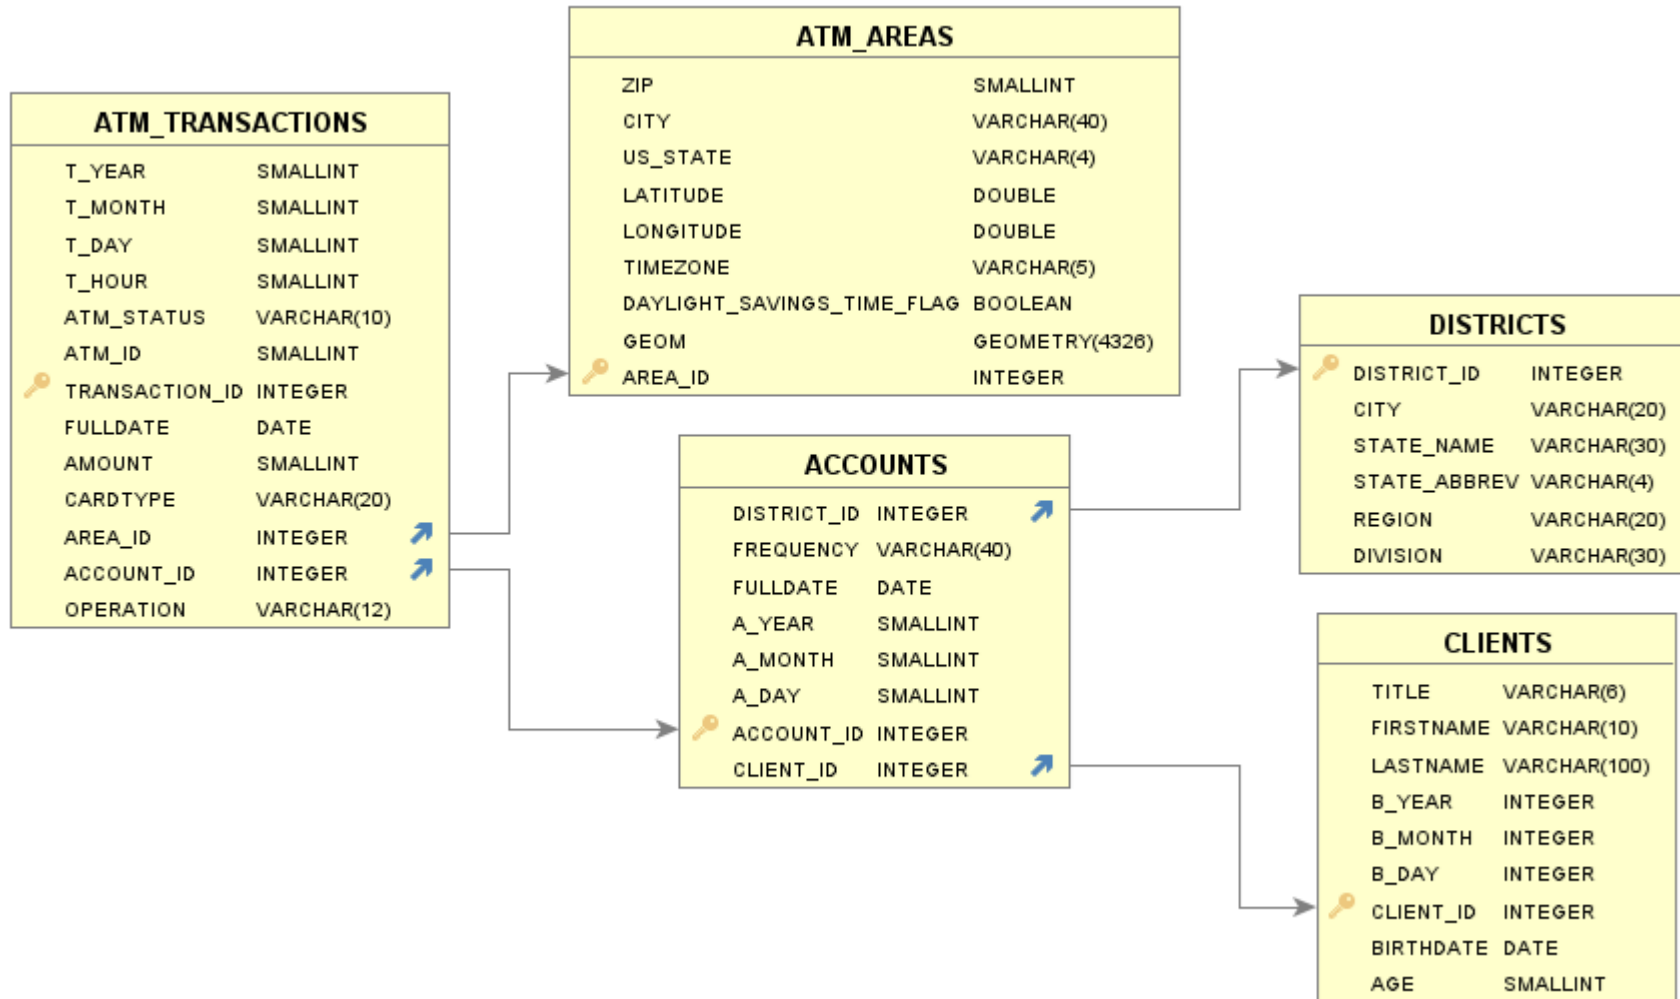 ATM_TRANSACTIONS
T_YEAR SMALLINT
T_MONTH SMALLINT
T_DAY SMALLINT
T_HOUR SMALLINT
ATM_STATUS VARCHAR(10)
ATM_ID SMALLINT
TRANSACTION_ID INTEGER
FULLDATE DATE
AMOUNT SMALLINT
CARDTYPE VARCHAR(20)
AREA_ID INTEGER
ACCOUNT_ID INTEGER
OPERATION VARCHAR(12)
ATM_AREAS
ZIP SMALLINT
CITY VARCHAR(40)
US_STATE VARCHAR(4)
LATITUDE DOUBLE
LONGITUDE DOUBLE
TIMEZONE VARCHAR(5)
DAYLIGHT_SAVINGS_TIME_FLAG BOOLEAN
GEOM GEOMETRY(4326)
AREA_ID INTEGER
ACCOUNTS
DISTRICT_ID INTEGER
FREQUENCY VARCHAR(40)
FULLDATE DATE
A_YEAR SMALLINT
A_MONTH SMALLINT
A_DAY SMALLINT
ACCOUNT_ID INTEGER
CLIENT_ID INTEGER
DISTRICTS
DISTRICT_ID INTEGER
CITY VARCHAR(20)
STATE_NAME VARCHAR(30)
STATE_ABBREV VARCHAR(4)
REGION VARCHAR(20)
DIVISION VARCHAR(30)
CLIENTS
TITLE VARCHAR(6)
FIRSTNAME VARCHAR(10)
LASTNAME VARCHAR(100)
B_YEAR INTEGER
B_MONTH INTEGER
B_DAY INTEGER
CLIENT_ID INTEGER
BIRTHDATE DATE
AGE SMALLINT